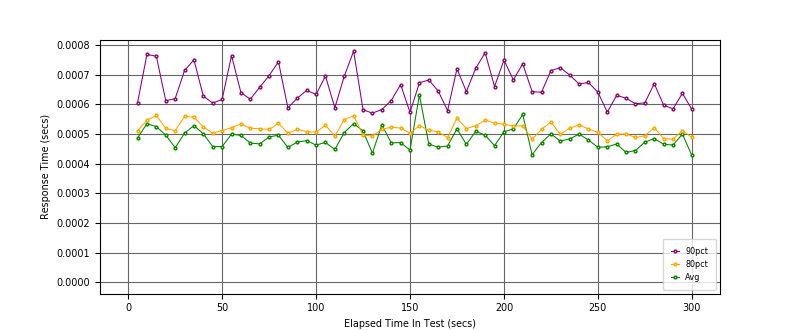 0.0008
0.0007
0.0006
0.0005
0.0004
0.0003
0.0002
0.0001
0.0000
Response Time (secs)
0 50 100 150 200 250 300
Elapsed Time In Test (secs)
90pct
80pct
Avg